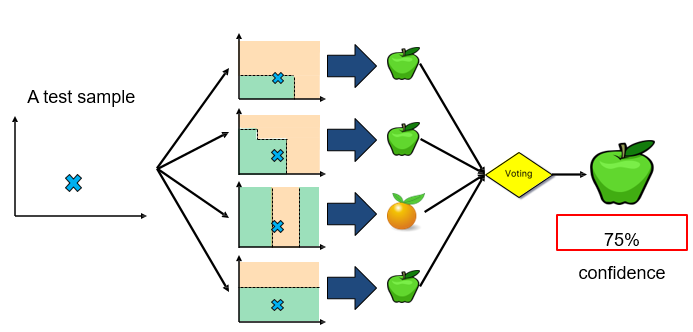 A test sample
Voting
75%
confidence